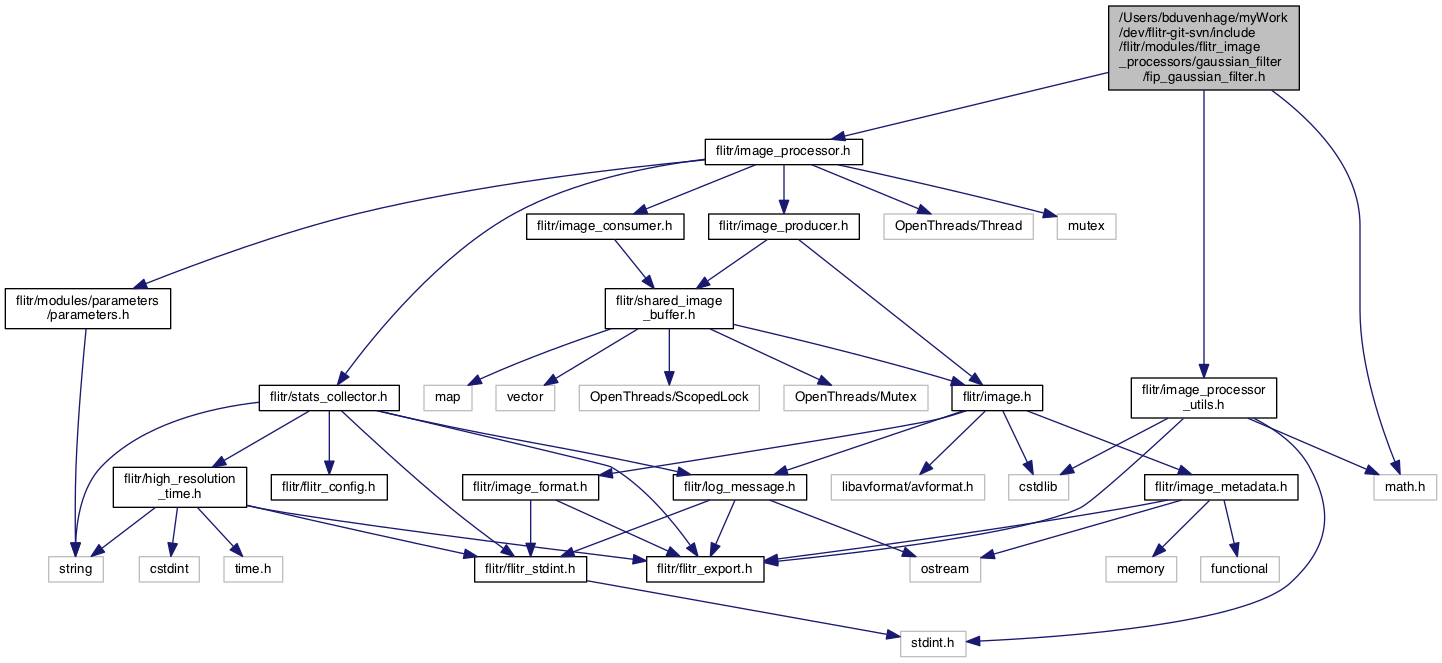 /Users/bduvenhage/myWork
/dev/flitr-git-svn/include
/flitr/modules/flitr_image
_processors/gaussian_filter
/fip_gaussian_filter.h
flitr/image_processor.h
flitr/image_consumer.h
flitr/image_producer.h
OpenThreads/Thread
mutex
flitr/modules/parameters
/parameters.h
flitr/shared_image
_buffer.h
flitr/stats_collector.h
map
vector
OpenThreads/ScopedLock
OpenThreads/Mutex
flitr/image.h
flitr/image_processor
_utils.h
flitr/high_resolution
_time.h
flitr/flitr_config.h
flitr/image_format.h
flitr/log_message.h
libavformat/avformat.h
cstdlib
flitr/image_metadata.h
math.h
string
cstdint
time.h
flitr/flitr_stdint.h
flitr/flitr_export.h
ostream
memory
functional
stdint.h